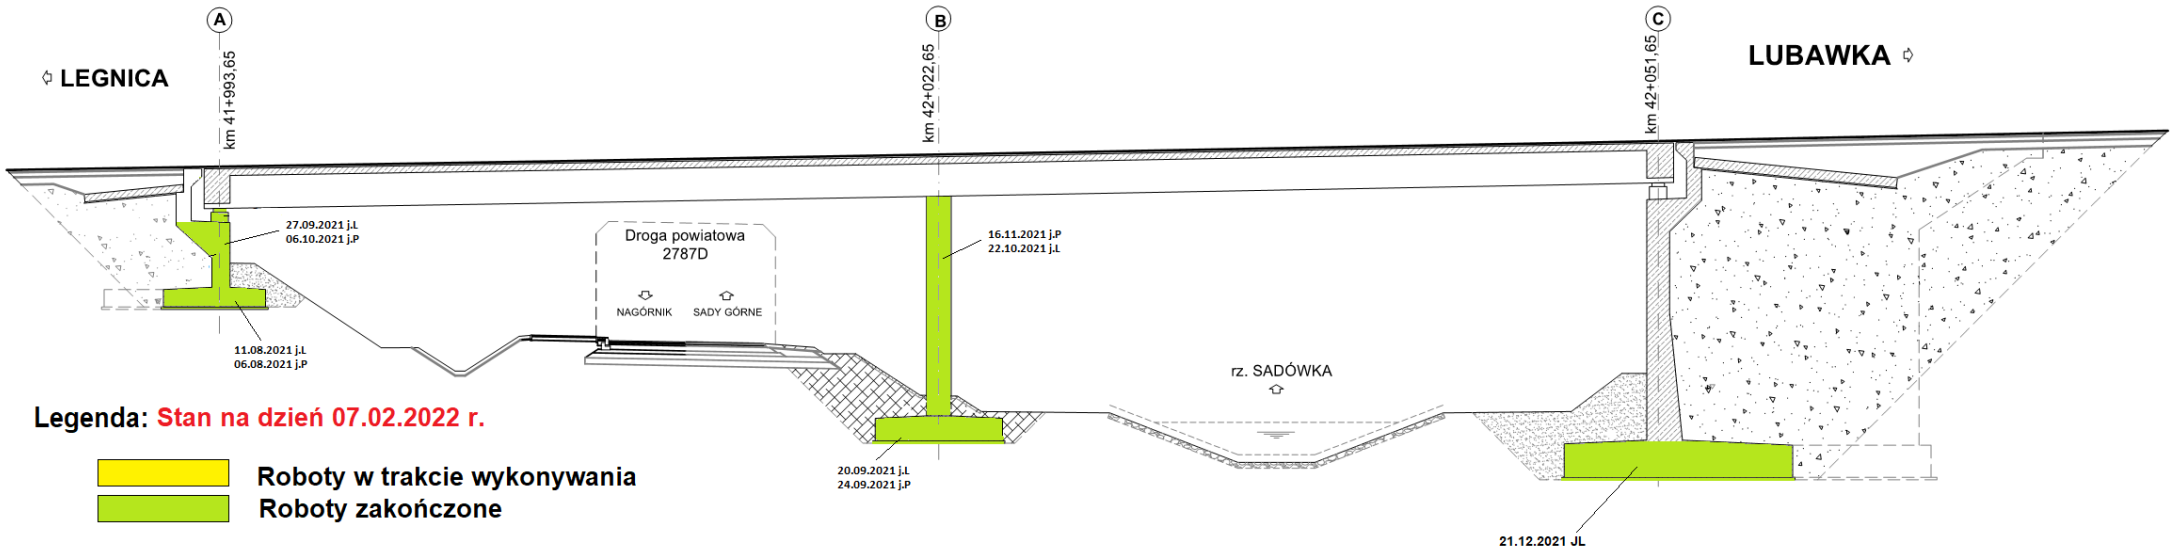 A
B
C
km 41+993,65
km 42+022,65
km 42+051,65
LEGNICA
LUBAWKA
27.09.2021 j.L
06.10.2021 j.P
Droga powiatowa
2787D
NAGÓRNIK SADY GÓRNE
16.11.2021 j.P
22.10.2021 j.L
11.08.2021 j.L
06.08.2021 j.P
rz. SADÓWKA
Legenda: Stan na dzień 07.02.2022 r.
Roboty w trakcie wykonywania
Roboty zakończone
20.09.2021 j.L
24.09.2021 j.P
21.12.2021 JL